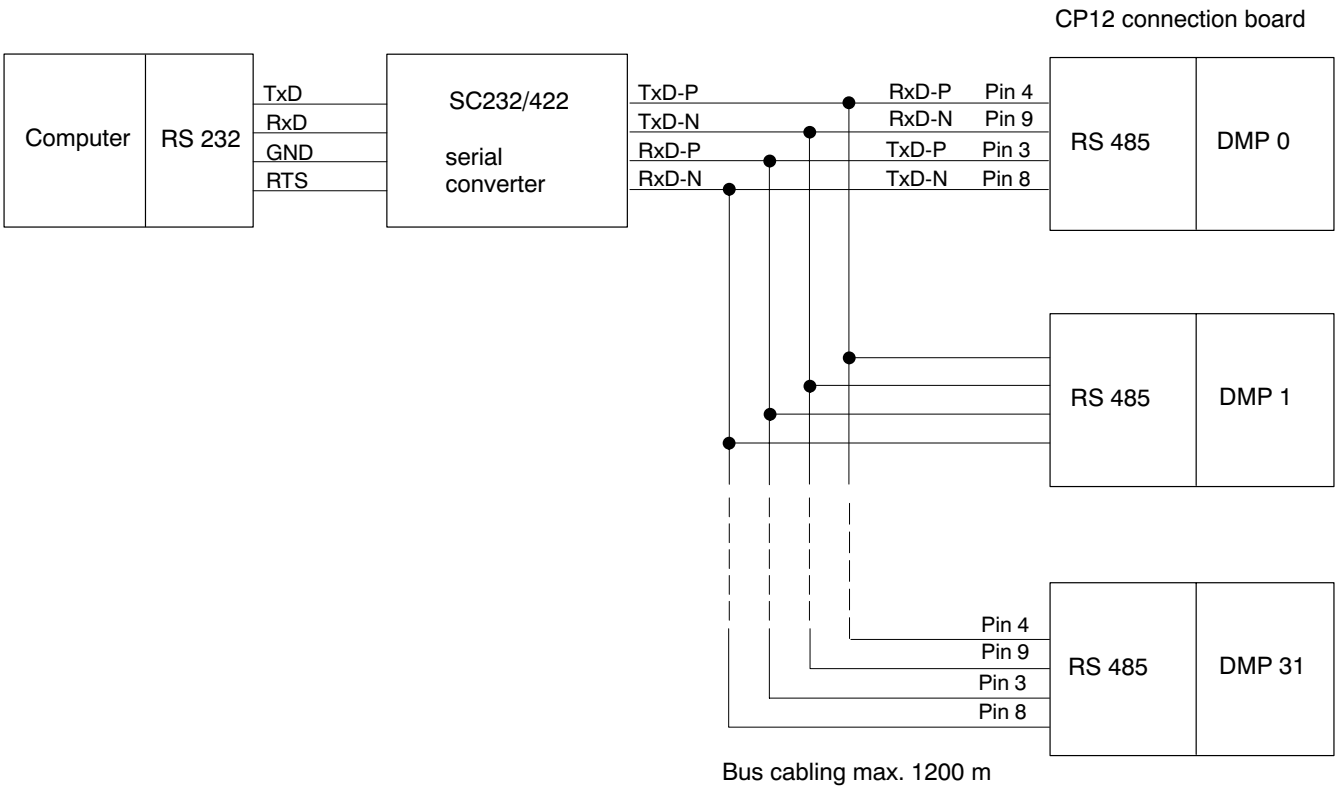 CP12 connection board
Computer
RS 232
TxD
RxD
GND
RTS
SC232/422
serial
converter
TxD-P
TxD-N
RxD-P
RxD-N
RxD-P Pin 4
RxD-N Pin 9
TxD-P Pin 3
TxD-N Pin 8
RS 485
DMP 0
RS 485
DMP 1
Pin 4
Pin 9
Pin 3
Pin 8
RS 485
DMP 31
Bus cabling max. 1200 m